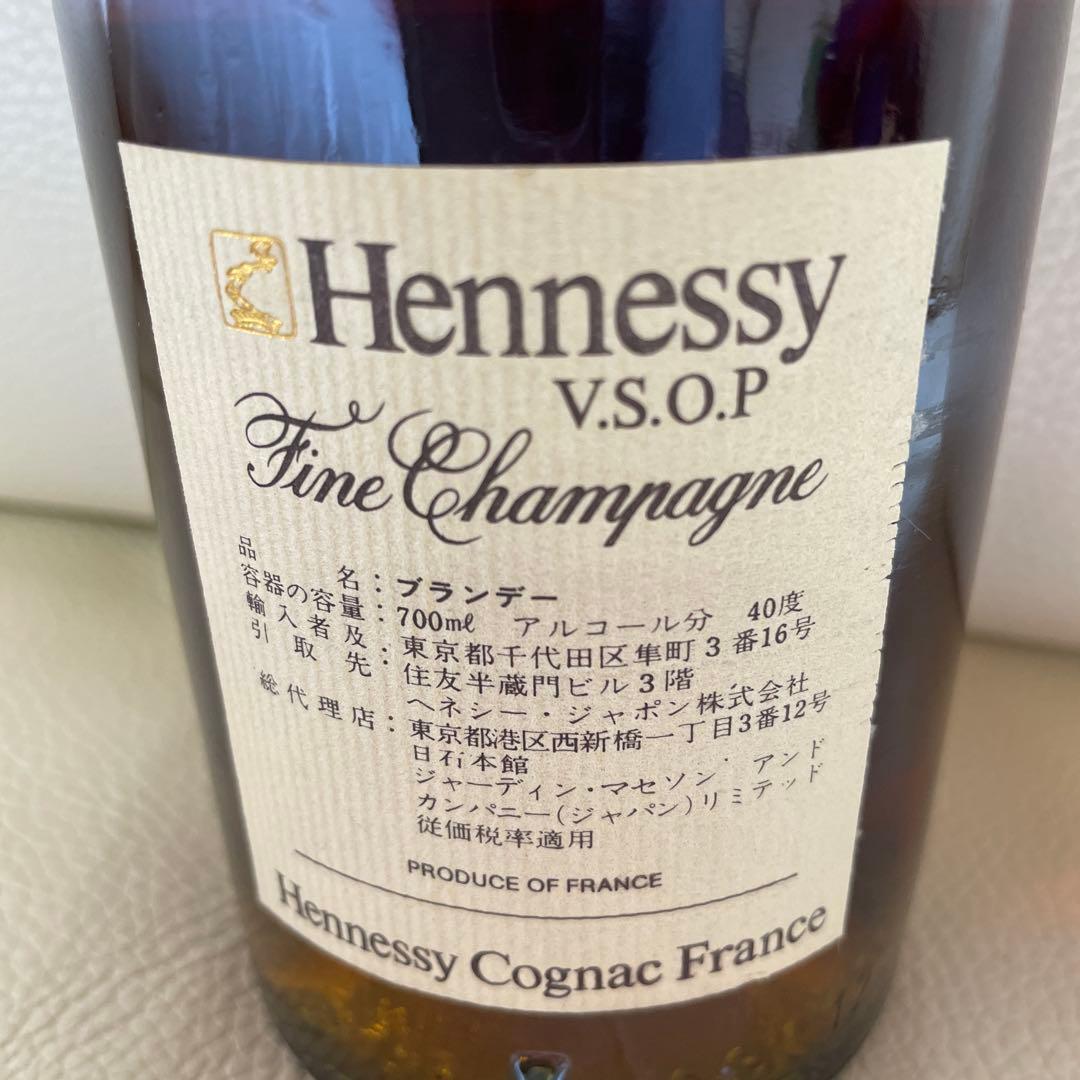 Hennessy
V.S.O.P
Fine Champagne
品名：ブランデー
容器の容量：700ml アルコール分 40度
輸入者及：東京都千代田区隼町3番16号
引取先：住友半蔵門ビル3階
ヘネシー・ジャポン株式会社
総代理店：東京都港区西新橋一丁目3番12号
日石本館
ジャーディン・マセソン・アンド
カンパニー(ジャパン)リミテッド
従価税率適用
PRODUCE OF FRANCE
Hennessy Cognac France